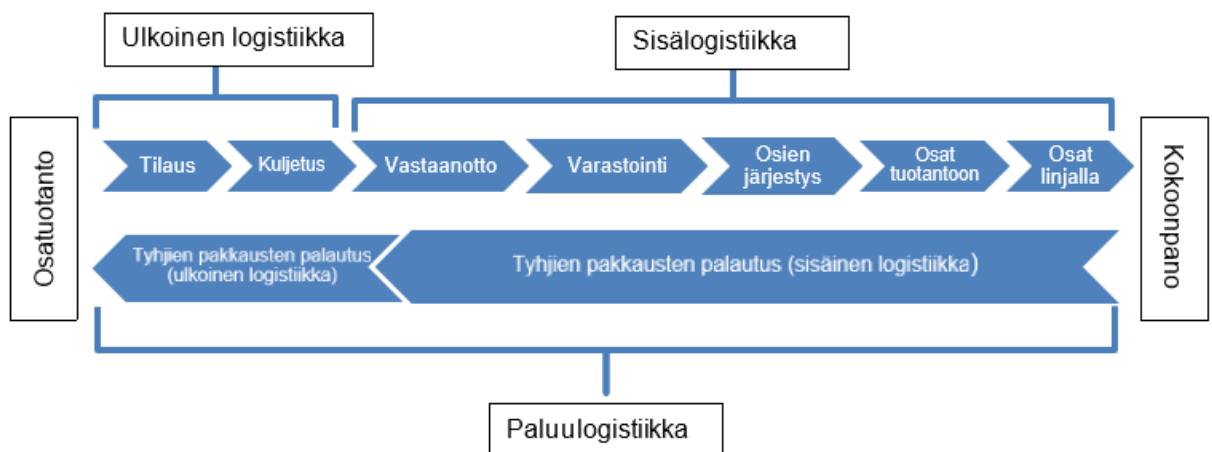 Ulkoinen logistiikka
Sisälogistiikka
Osatuotanto
Tilaus
Kuljetus
Vastaanotto
Varastointi
Osien
järjestys
Osat
tuotantoon
Osat
linjalla
Kokoonpano
Tyhjien pakkausten palautus
(ulkoinen logistiikka)
Tyhjien pakkausten palautus (sisäinen logistiikka)
Paluulogistiikka